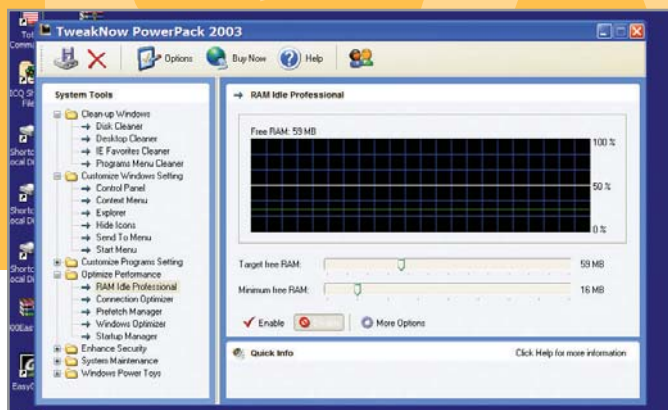 TweakNow PowerPack 2003
Options
Buy Now
Help
System Tools
Clean-up Windows
Disk Cleaner
Desktop Cleaner
IE Favorites Cleaner
Programs Menu Cleaner
Customize Windows Setting
Control Panel
Context Menu
Explorer
Hide Icons
Send To Menu
Start Menu
Customize Programs Setting
Optimize Performance
RAM Idle Professional
Connection Optimizer
Prefetch Manager
Windows Optimizer
Startup Manager
Enhance Security
System Maintenance
Windows Power Toys
RAM Idle Professional
Free RAM: 59 MB
100 %
50 %
0 %
Target free RAM:
59 MB
Minimum free RAM:
16 MB
Enable
More Options
Quick Info
Click Help for more information